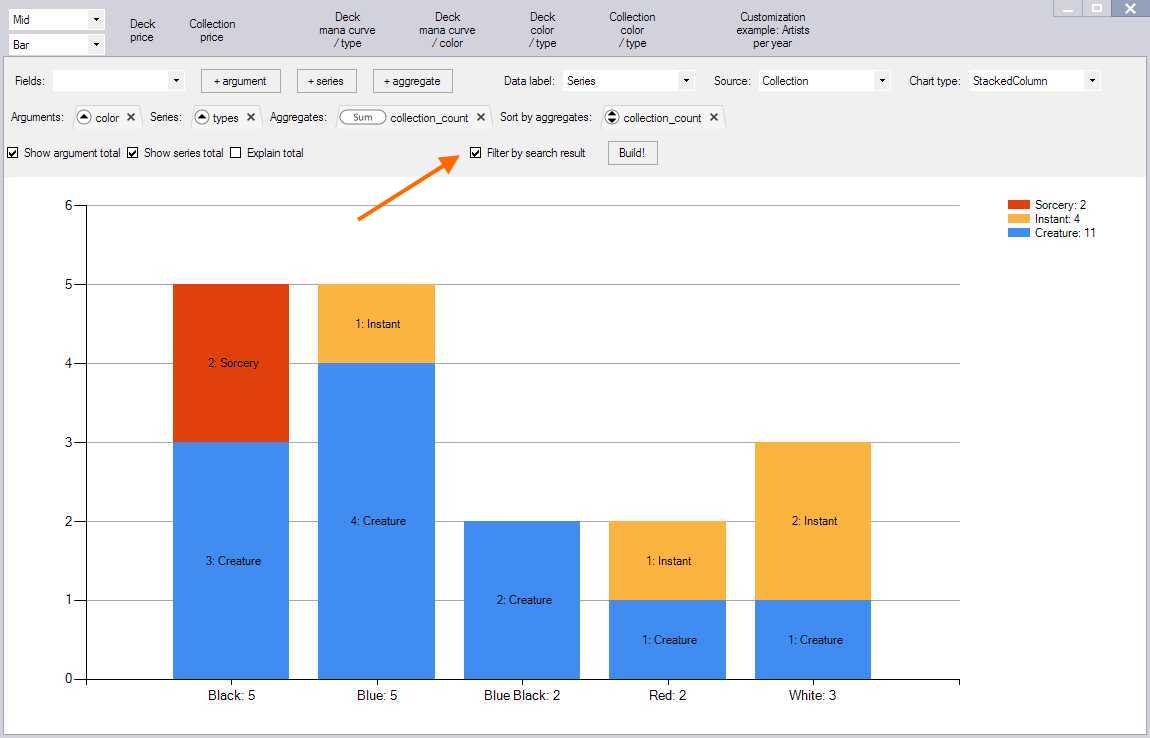 Mid
Bar
Deck
price
Collection
price
Deck
mana curve
/ type
Deck
mana curve
/ color
Deck
color
/ type
Collection
color
/ type
Customization
example: Artists
per year
Fields:
+ argument
+ series
+ aggregate
Data label: Series
Source: Collection
Chart type: StackedColumn
Arguments: color
Series: types
Aggregates: Sum collection_count
Sort by aggregates: collection_count
Show argument total
Show series total
Explain total
Filter by search result
Build!
Sorcery: 2
Instant: 4
Creature: 11
6
5
4
3
2
1
0
2: Sorcery
3: Creature
1: Instant
4: Creature
2: Creature
1: Instant
1: Creature
2: Instant
1: Creature
Black: 5
Blue: 5
Blue Black: 2
Red: 2
White: 3